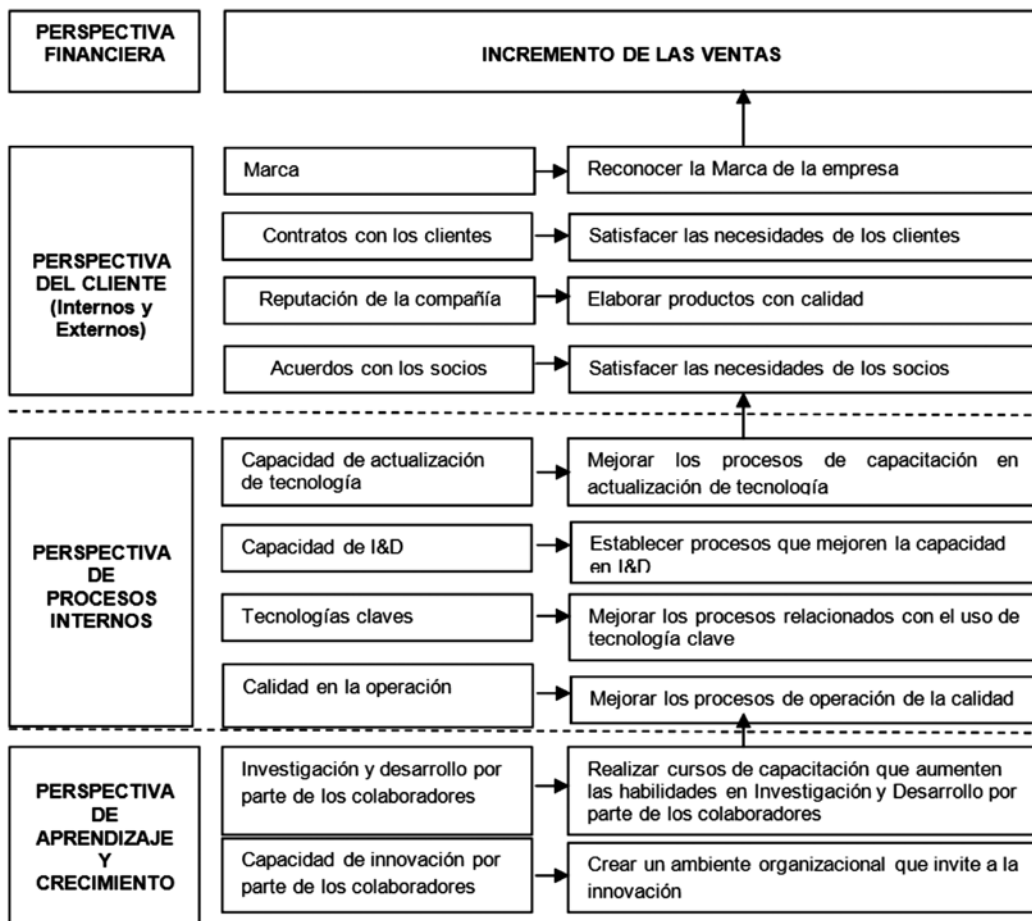 PERSPECTIVA
FINANCIERA
INCREMENTO DE LAS VENTAS
PERSPECTIVA
DEL CLIENTE
(Internos y
Externos)
Marca
Reconocer la Marca de la empresa
Contratos con los clientes
Satisfacer las necesidades de los clientes
Reputación de la compañía
Elaborar productos con calidad
Acuerdos con los socios
Satisfacer las necesidades de los socios
PERSPECTIVA
DE
PROCESOS
INTERNOS
Capacidad de actualización
de tecnología
Mejorar los procesos de capacitación en
actualización de tecnología
Capacidad de I&D
Establecer procesos que mejoren la capacidad
en I&D
Tecnologías claves
Mejorar los procesos relacionados con el uso de
tecnología clave
Calidad en la operación
Mejorar los procesos de operación de la calidad
PERSPECTIVA
DE
APRENDIZAJE
Y
CRECIMIENTO
Investigación y desarrollo por
parte de los colaboradores
Realizar cursos de capacitación que aumenten
las habilidades en Investigación y Desarrollo por
parte de los colaboradores
Capacidad de innovación por
parte de los colaboradores
Crear un ambiente organizacional que invite a la
innovación